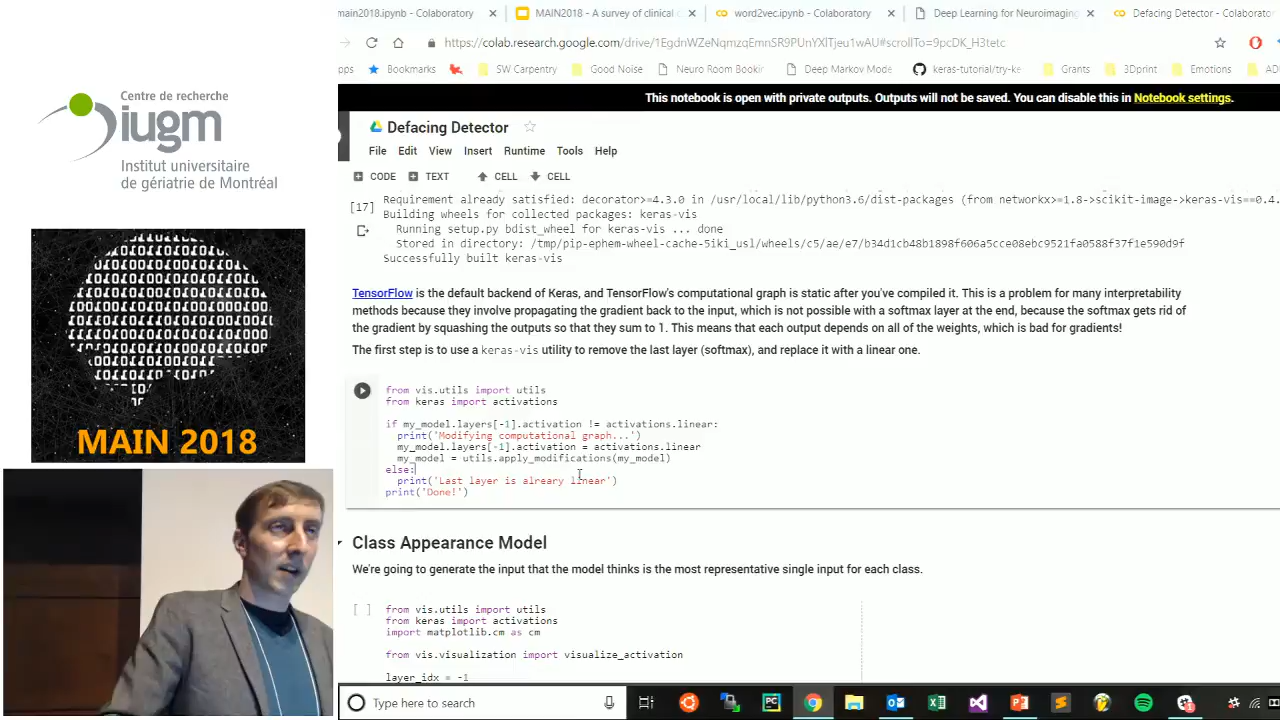 main2018.ipynb - Colaboratory
MAIN2018 - A survey of clinical
word2vec.ipynb - Colaboratory
Deep Learning for Neuroimaging
Defacing Detector - Colaborato
https://colab.research.google.com/drive/1EgdnWZeNqmzqEmnSR9PUnYXlTjeu1wAU#scrollTo=9pcDK_H3tetc
pps
Bookmarks
SW Carpentry
Good Noise
Neuro Room Bookir
Deep Markov Mode
keras-tutorial/try-ke
Grants
3Dprint
Emotions
ADI
This notebook is open with private outputs. Outputs will not be saved. You can disable this in Notebook settings.
Centre de recherche
iugm
Institut universitaire
de gériatrie de Montréal
Defacing Detector
File Edit View Insert Runtime Tools Help
CODE TEXT CELL CELL
[17]
Requirement already satisfied: decorator>=4.3.0 in /usr/local/lib/python3.6/dist-packages (from networkx>=1.8->scikit-image->keras-vis==0.4.
Building wheels for collected packages: keras-vis
Running setup.py bdist_wheel for keras-vis ... done
Stored in directory: /tmp/pip-ephem-wheel-cache-5iki_usl/wheels/c5/ae/e7/b34d1cb48b1898f606a5cce08ebc9521fa0588f37f1e590d9f
Successfully built keras-vis
TensorFlow is the default backend of Keras, and TensorFlow's computational graph is static after you've compiled it. This is a problem for many interpretability
methods because they involve propagating the gradient back to the input, which is not possible with a softmax layer at the end, because the softmax gets rid of
the gradient by squashing the outputs so that they sum to 1. This means that each output depends on all of the weights, which is bad for gradients!
The first step is to use a keras-vis utility to remove the last layer (softmax), and replace it with a linear one.
from vis.utils import utils
from keras import activations
if my_model.layers[-1].activation != activations.linear:
print('Modifying computational graph...')
my_model.layers[-1].activation = activations.linear
my_model = utils.apply_modifications(my_model)
else:
print('Last layer is alreary linear')
print('Done!')
MAIN 2018
Class Appearance Model
We're going to generate the input that the model thinks is the most representative single input for each class.
[ ]
from vis.utils import utils
from keras import activations
import matplotlib.cm as cm
from vis.visualization import visualize_activation
layer_idx = -1
Type here to search